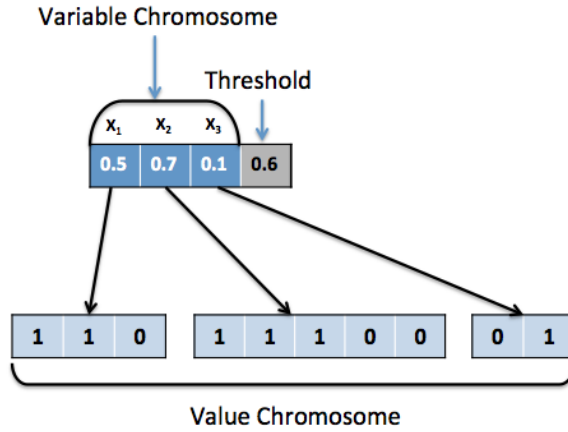 Variable Chromosome
Threshold
X₁ X₂ X₃
0.5 0.7 0.1 0.6
1 1 0 1 1 1 0 0 0 1
Value Chromosome